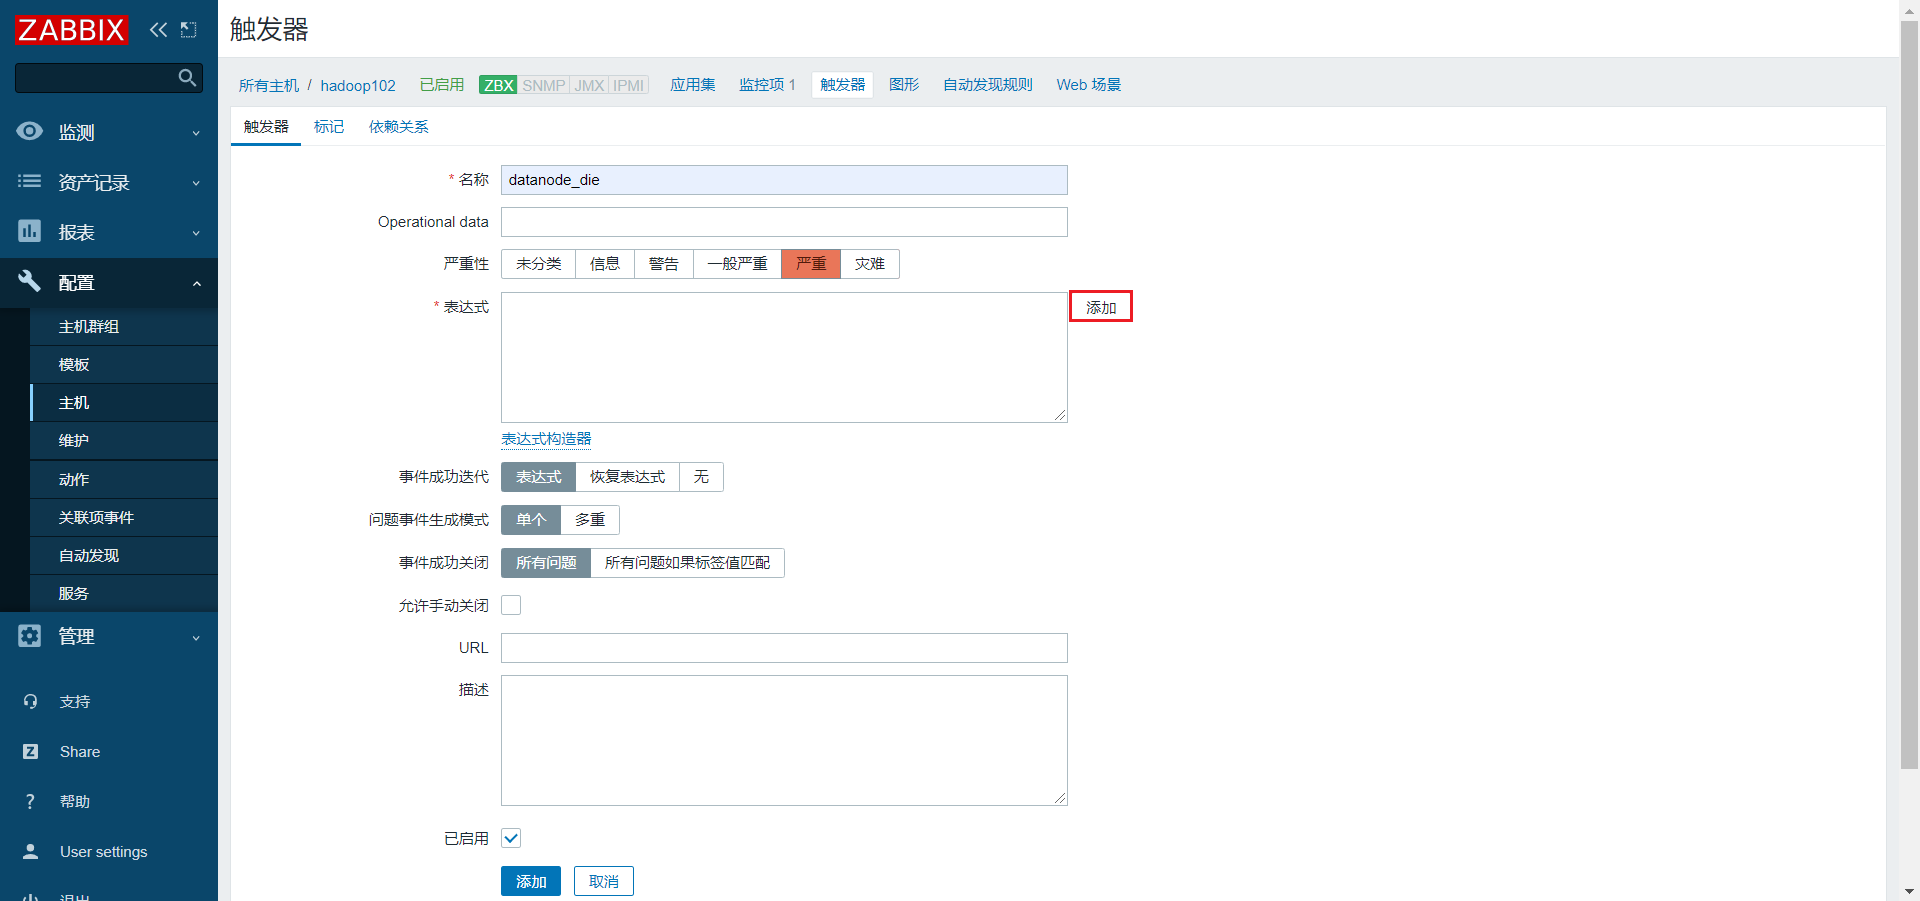 ZABBIX
触发器
所有主机 / hadoop102 已启用 ZBX SNMP JMX IPMI 应用集 监控项 1 触发器 图形 自动发现规则 Web 场景
触发器 标记 依赖关系
监测
资产记录
报表
配置
主机群组
模板
主机
维护
动作
关联项事件
自动发现
服务
管理
支持
Share
帮助
User settings
* 名称 datanode_die
Operational data
严重性 未分类 信息 警告 一般严重 严重 灾难
* 表达式 添加
表达式构造器
事件成功迭代 表达式 恢复表达式 无
问题事件生成模式 单个 多重
事件成功关闭 所有问题 所有问题如果标签值匹配
允许手动关闭
URL
描述
已启用
添加 取消